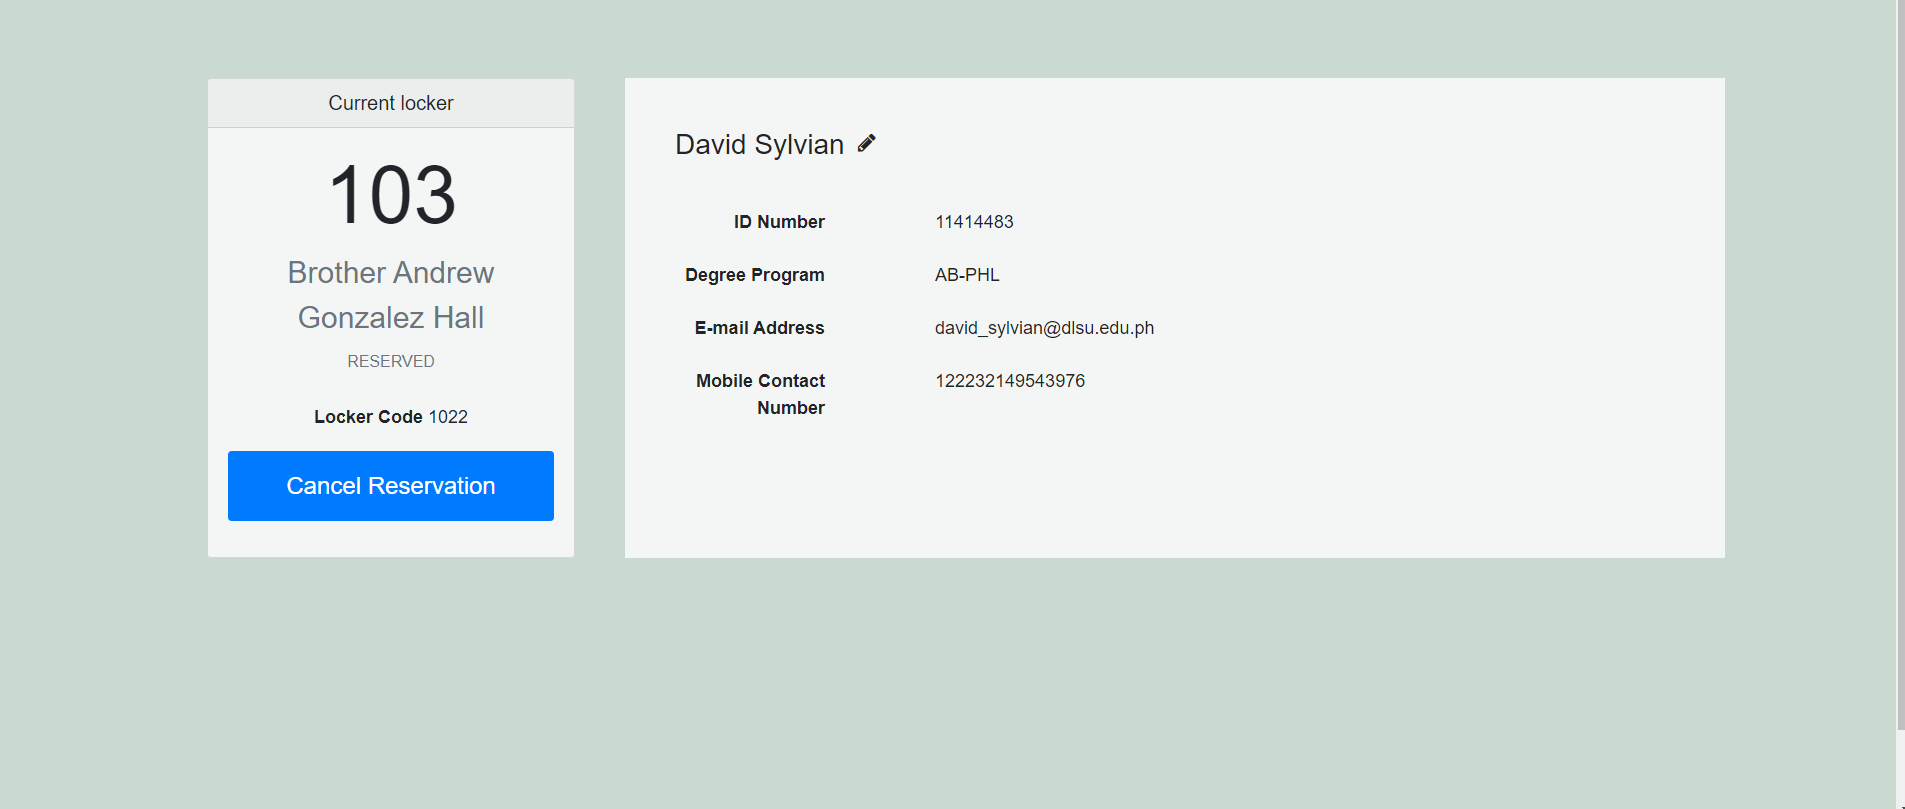 Current locker
103
Brother Andrew
Gonzalez Hall
RESERVED
Locker Code 1022
Cancel Reservation
David Sylvian
ID Number 11414483
Degree Program AB-PHL
E-mail Address david_sylvian@dlsu.edu.ph
Mobile Contact 122232149543976
Number